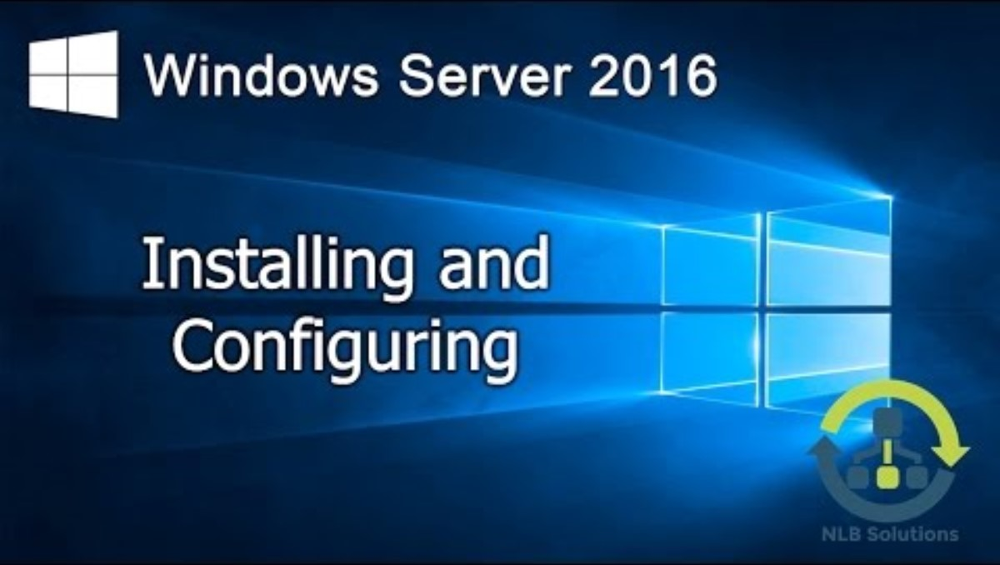 Windows Server 2016
Installing and
Configuring
NLB Solutions